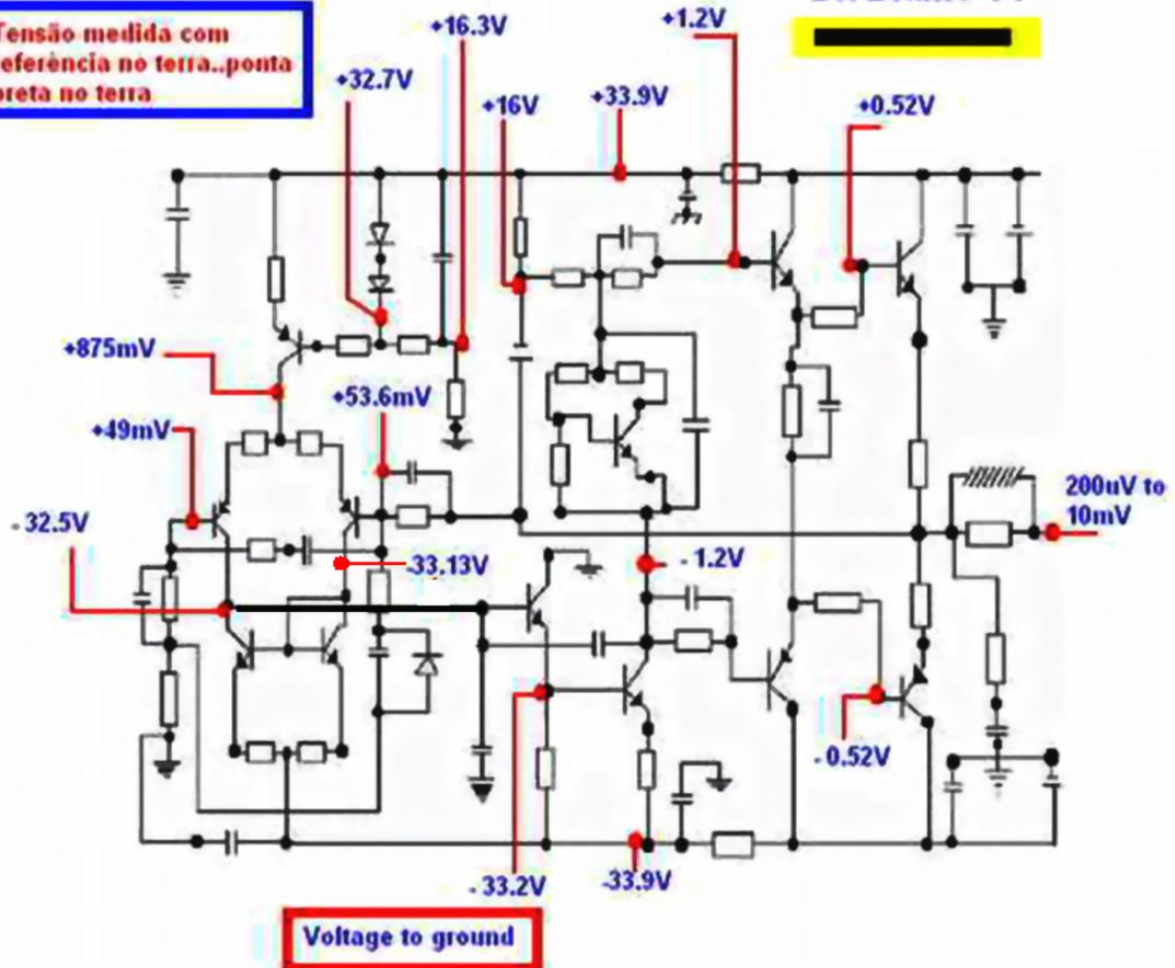 Tensão medida com
referência no terra..ponta
preta no terra
+16.3V
+1.2V
+32.7V
+16V
+33.9V
+0.52V
+875mV
+53.6mV
+49mV
- 32.5V
200uV to
10mV
-33.13V
- 1.2V
- 0.52V
- 33.2V
-33.9V
Voltage to ground